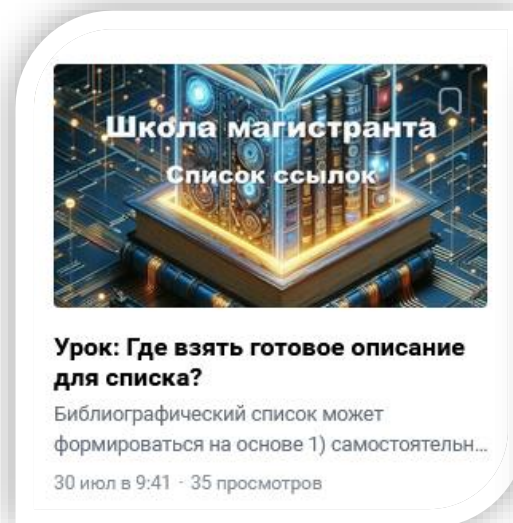 Школа магистранта
Список ссылок
Урок: Где взять готовое описание
для списка?
Библиографический список может
формироваться на основе 1) самостоятельн...
30 июл в 9:41 · 35 просмотров